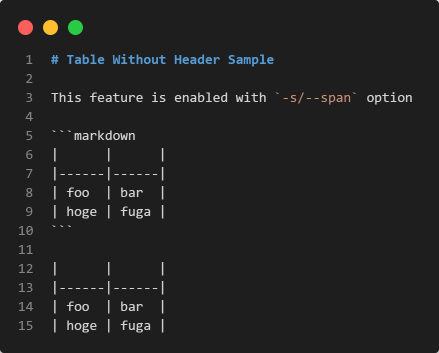 1 # Table Without Header Sample
2
3 This feature is enabled with `-s/--span` option
4
5 ```markdown
6 |      |      |
7 |------|------|
8 | foo  | bar  |
9 | hoge | fuga |
10 ```
11
12 |      |      |
13 |------|------|
14 | foo  | bar  |
15 | hoge | fuga |